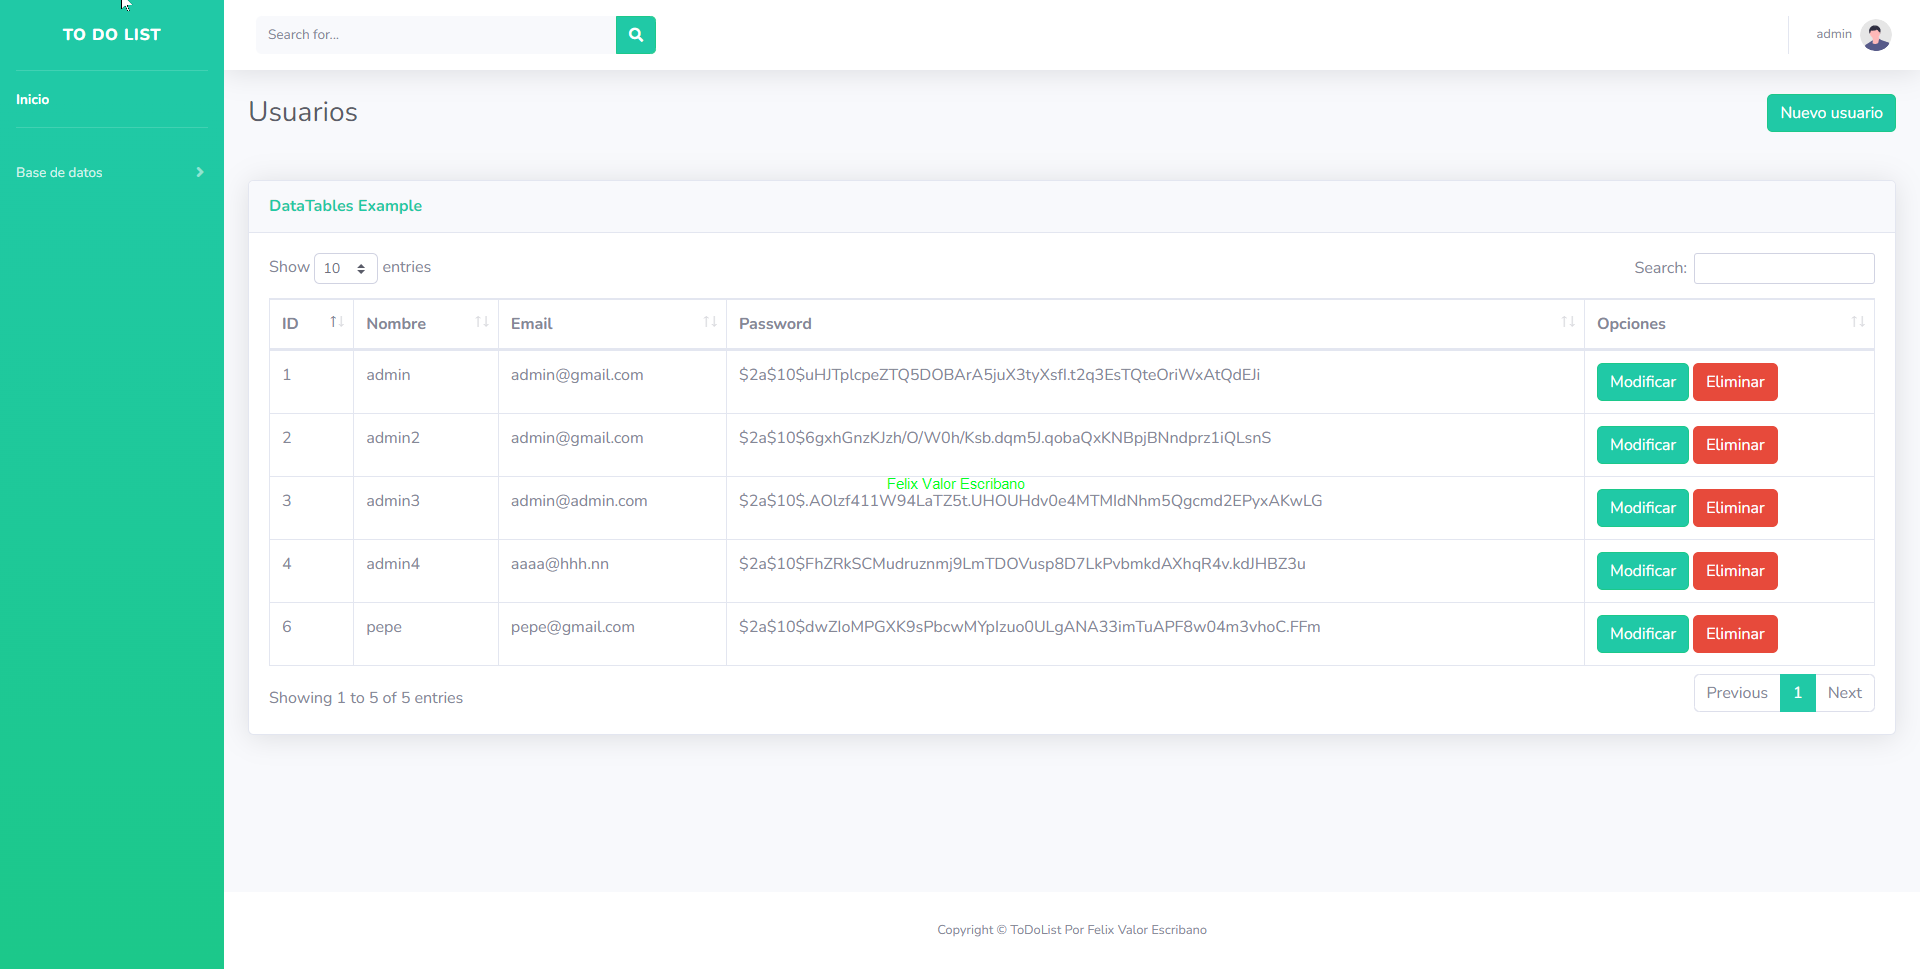 TO DO LIST
Search for...
admin
Inicio
Usuarios
Nuevo usuario
Base de datos
DataTables Example
Show 10 entries
Search:
ID Nombre Email Password Opciones
1 admin admin@gmail.com $2a$10$uHJTplcpeZTQ5DOBArA5juX3tyXsfI.t2q3EsTQteOriWxAtQdEJi Modificar Eliminar
2 admin2 admin@gmail.com $2a$10$6gxhGnzKJzh/O/W0h/Ksb.dqm5J.qobaQxKNBpjBNndprz1iQLsnS Modificar Eliminar
Felix Valor Escribano
3 admin3 admin@admin.com $2a$10$.AOlzf411W94LaTZ5t.UHOUHdv0e4MTMIdNhm5Qgcmd2EPyxAKwLG Modificar Eliminar
4 admin4 aaaa@hhh.nn $2a$10$FhZRkSCMudruznmj9LmTDOVusp8D7LkPvbmkdAXhqR4v.kdJHBZ3u Modificar Eliminar
6 pepe pepe@gmail.com $2a$10$dwZIoMPGXK9sPbcwMYpIzuo0ULgANA33imTuAPF8w04m3vhoC.FFm Modificar Eliminar
Showing 1 to 5 of 5 entries
Previous 1 Next
Copyright © ToDoList Por Felix Valor Escribano